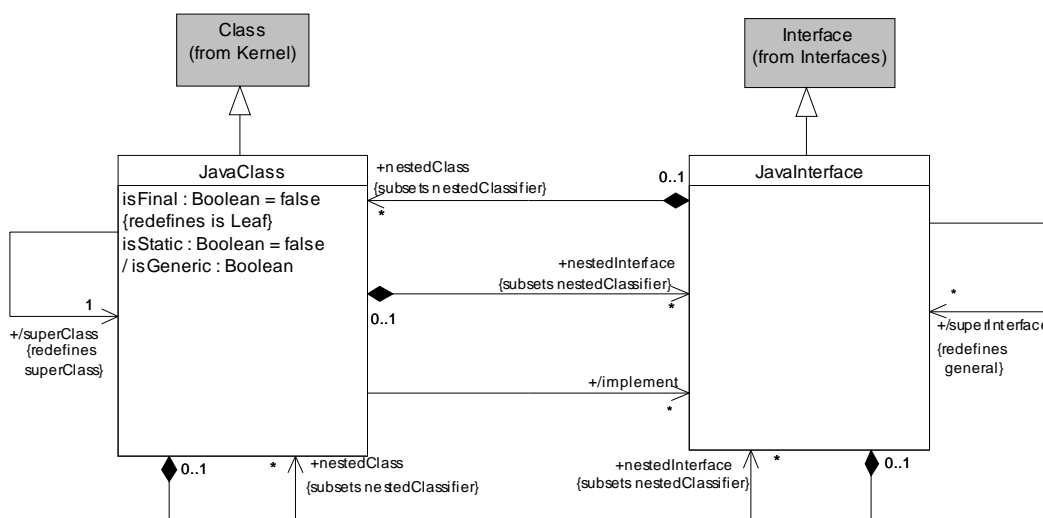 Class
(from Kernel)
Interface
(from Interfaces)
JavaClass
isFinal : Boolean = false
{redefines is Leaf}
isStatic : Boolean = false
/ isGeneric : Boolean
JavaInterface
+nestedClass
{subsets nestedClassifier}
*
0..1
+nestedInterface
{subsets nestedClassifier}
0..1
*
1
+/superClass
{redefines
superClass}
*
+/superInterface
{redefines
general}
+/implement
*
0..1
*
+nestedClass
{subsets nestedClassifier}
+nestedInterface
{subsets nestedClassifier}
*
0..1